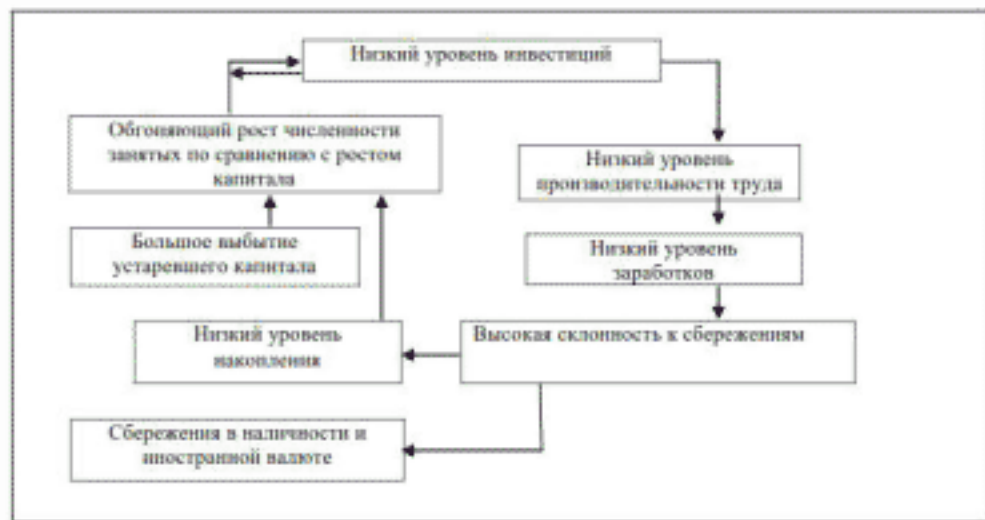 Низкий уровень инвестиций
Обгоняющий рост численности
занятых по сравнению с ростом
капитала
Низкий уровень
производительности труда
Большое выбытие
устаревшего капитала
Низкий уровень
заработков
Низкий уровень
накопления
Высокая склонность к сбережениям
Сбережения в наличности и
иностранной валюте